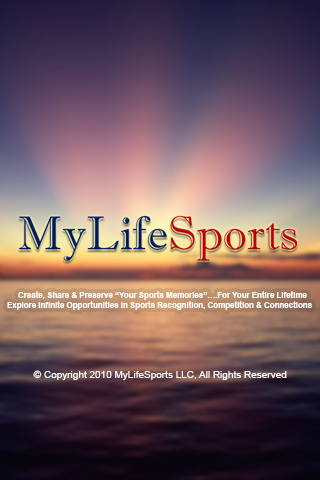 MyLifeSports
Create, Share & Preserve “Your Sports Memories”....For Your Entire Lifetime
Explore Infinite Opportunities in Sports Recognition, Competition & Connections
© Copyright 2010 MyLifeSports LLC, All Rights Reserved